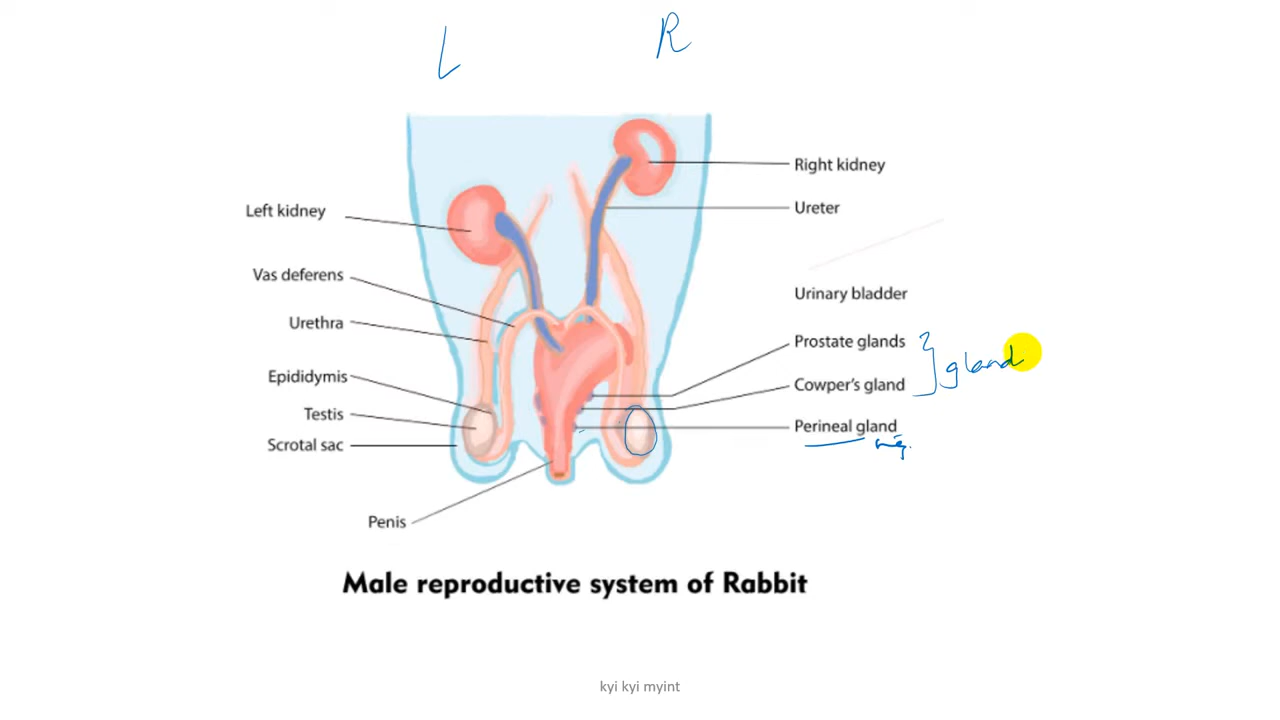 L R
Right kidney
Left kidney
Ureter
Vas deferens
Urinary bladder
Urethra
Prostate glands
gland
Epididymis
Cowper's gland
Testis
Perineal gland
Scrotal sac
Penis
Male reproductive system of Rabbit
kyi kyi myint